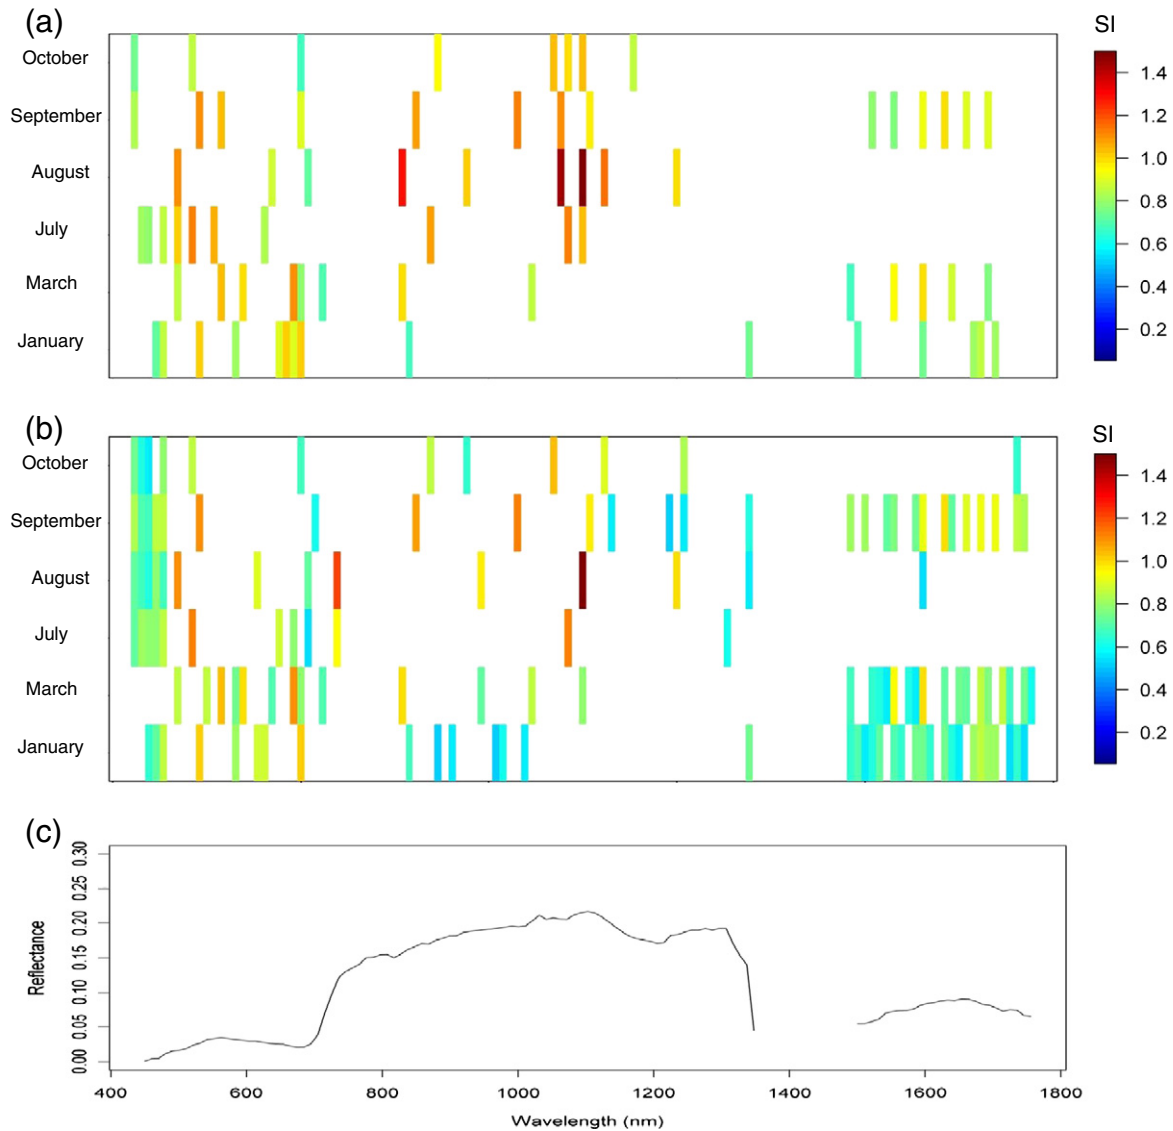 (a)
SI
October
September
August
July
March
January
1.4
1.2
1.0
0.8
0.6
0.4
0.2
(b)
SI
October
September
August
July
March
January
1.4
1.2
1.0
0.8
0.6
0.4
0.2
(c)
Reflectance
0.30
0.25
0.20
0.15
0.10
0.05
0.00
400 600 800 1000 1200 1400 1600 1800
Wavelength (nm)